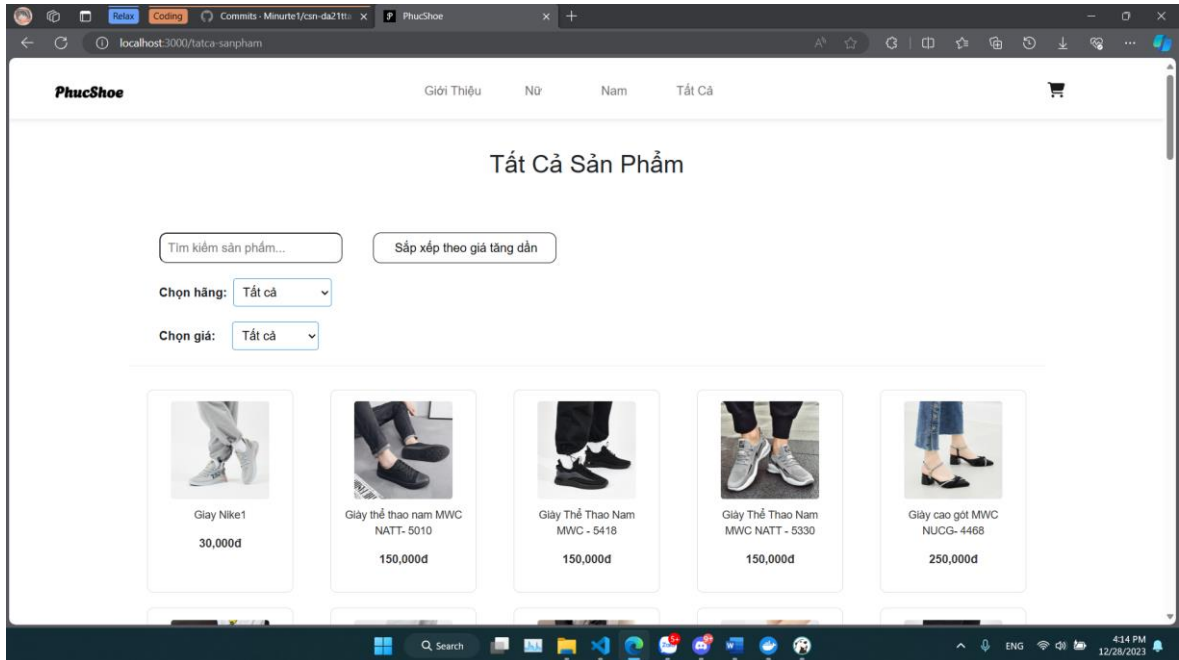 Relax
Coding
Commits · Minurte1/csn-da21tta
PhucShoe
localhost:3000/tatca-sanpham
PhucShoe
Giới Thiệu
Nữ
Nam
Tất Cả
Tất Cả Sản Phẩm
Tìm kiếm sản phẩm...
Sắp xếp theo giá tăng dần
Chọn hãng:
Tất cả
Chọn giá:
Tất cả
Giay Nike1
30,000đ
Giày thể thao nam MWC
NATT- 5010
150,000đ
Giày Thể Thao Nam
MWC - 5418
150,000đ
Giày Thể Thao Nam
MWC NATT - 5330
150,000đ
Giày cao gót MWC
NUCG- 4468
250,000đ
Search
5+
ENG
4:14 PM
12/28/2023